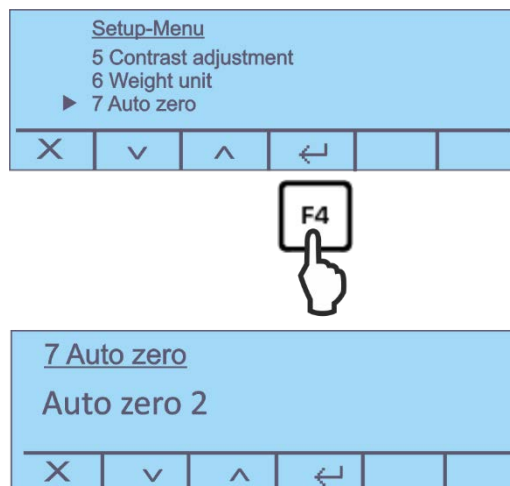 Setup-Menu
5 Contrast adjustment
6 Weight unit
7 Auto zero
F4
7 Auto zero
Auto zero 2